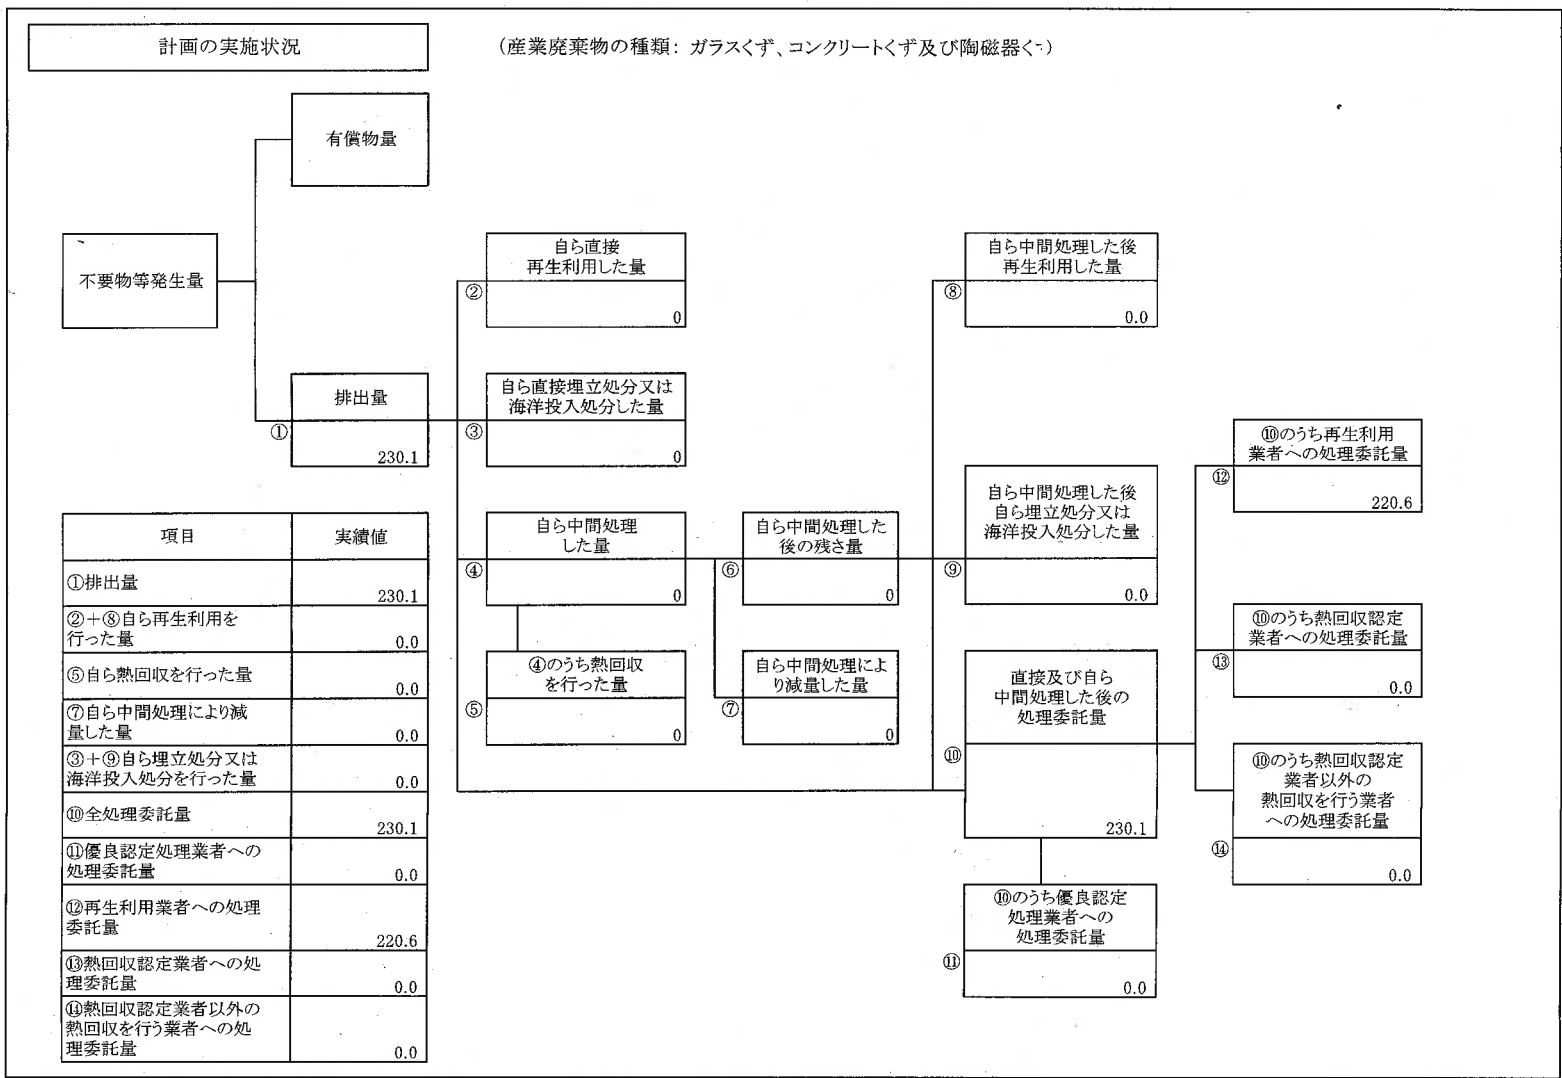 計画の実施状況
(産業廃棄物の種類: ガラスくず、コンクリートくず及び陶磁器く
有償物量
不要物等発生量
排出量
①
230.1
自ら直接
再生利用した量
②
0
自ら直接埋立処分又は
海洋投入処分した量
③
0
自ら中間処理
した量
④
0
④のうち熱回収
を行った量
⑤
0
自ら中間処理した
後の残さ量
⑥
0
自ら中間処理によ
り減量した量
⑦
0
自ら中間処理した後
再生利用した量
⑧
0.0
自ら中間処理した後
自ら埋立処分又は
海洋投入処分した量
⑨
0.0
直接及び自ら
中間処理した後の
処理委託量
⑩
230.1
⑩のうち優良認定
処理業者への
処理委託量
⑪
0.0
⑩のうち再生利用
業者への処理委託量
⑫
220.6
⑩のうち熱回収認定
業者への処理委託量
⑬
0.0
⑩のうち熱回収認定
業者以外の
熱回収を行う業者
への処理委託量
⑭
0.0
項目 実績値
①排出量 230.1
②+⑧自ら再生利用を
行った量 0.0
⑤自ら熱回収を行った量 0.0
⑦自ら中間処理により減
量した量 0.0
③+⑨自ら埋立処分又は
海洋投入処分を行った量 0.0
⑩全処理委託量 230.1
⑪優良認定処理業者への
処理委託量 0.0
⑫再生利用業者への処理
委託量 220.6
⑬熱回収認定業者への処
理委託量 0.0
⑭熱回収認定業者以外の
熱回収を行う業者への処
理委託量 0.0